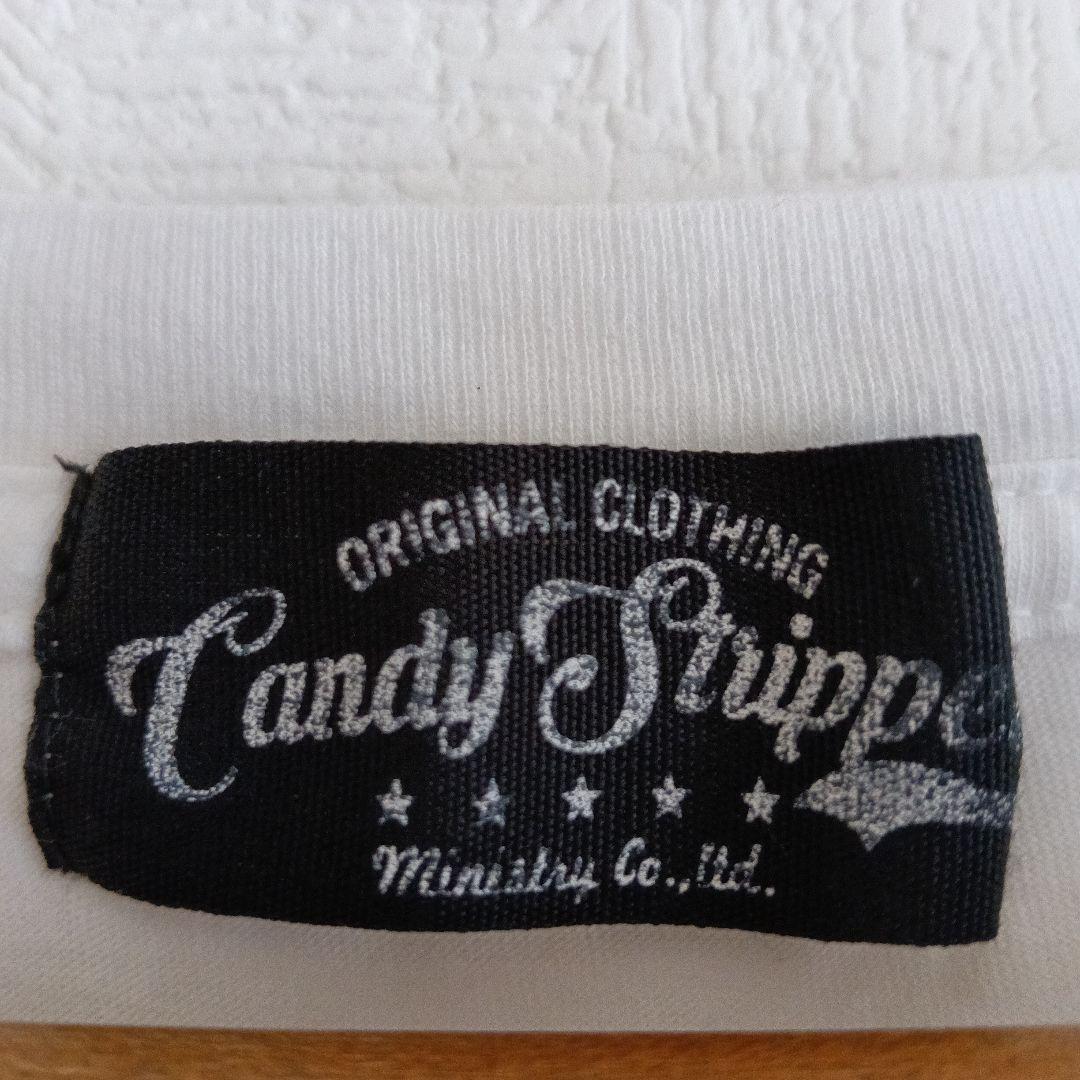 ORIGINAL CLOTHING
Candy Strippe
Ministry Co., Ltd.